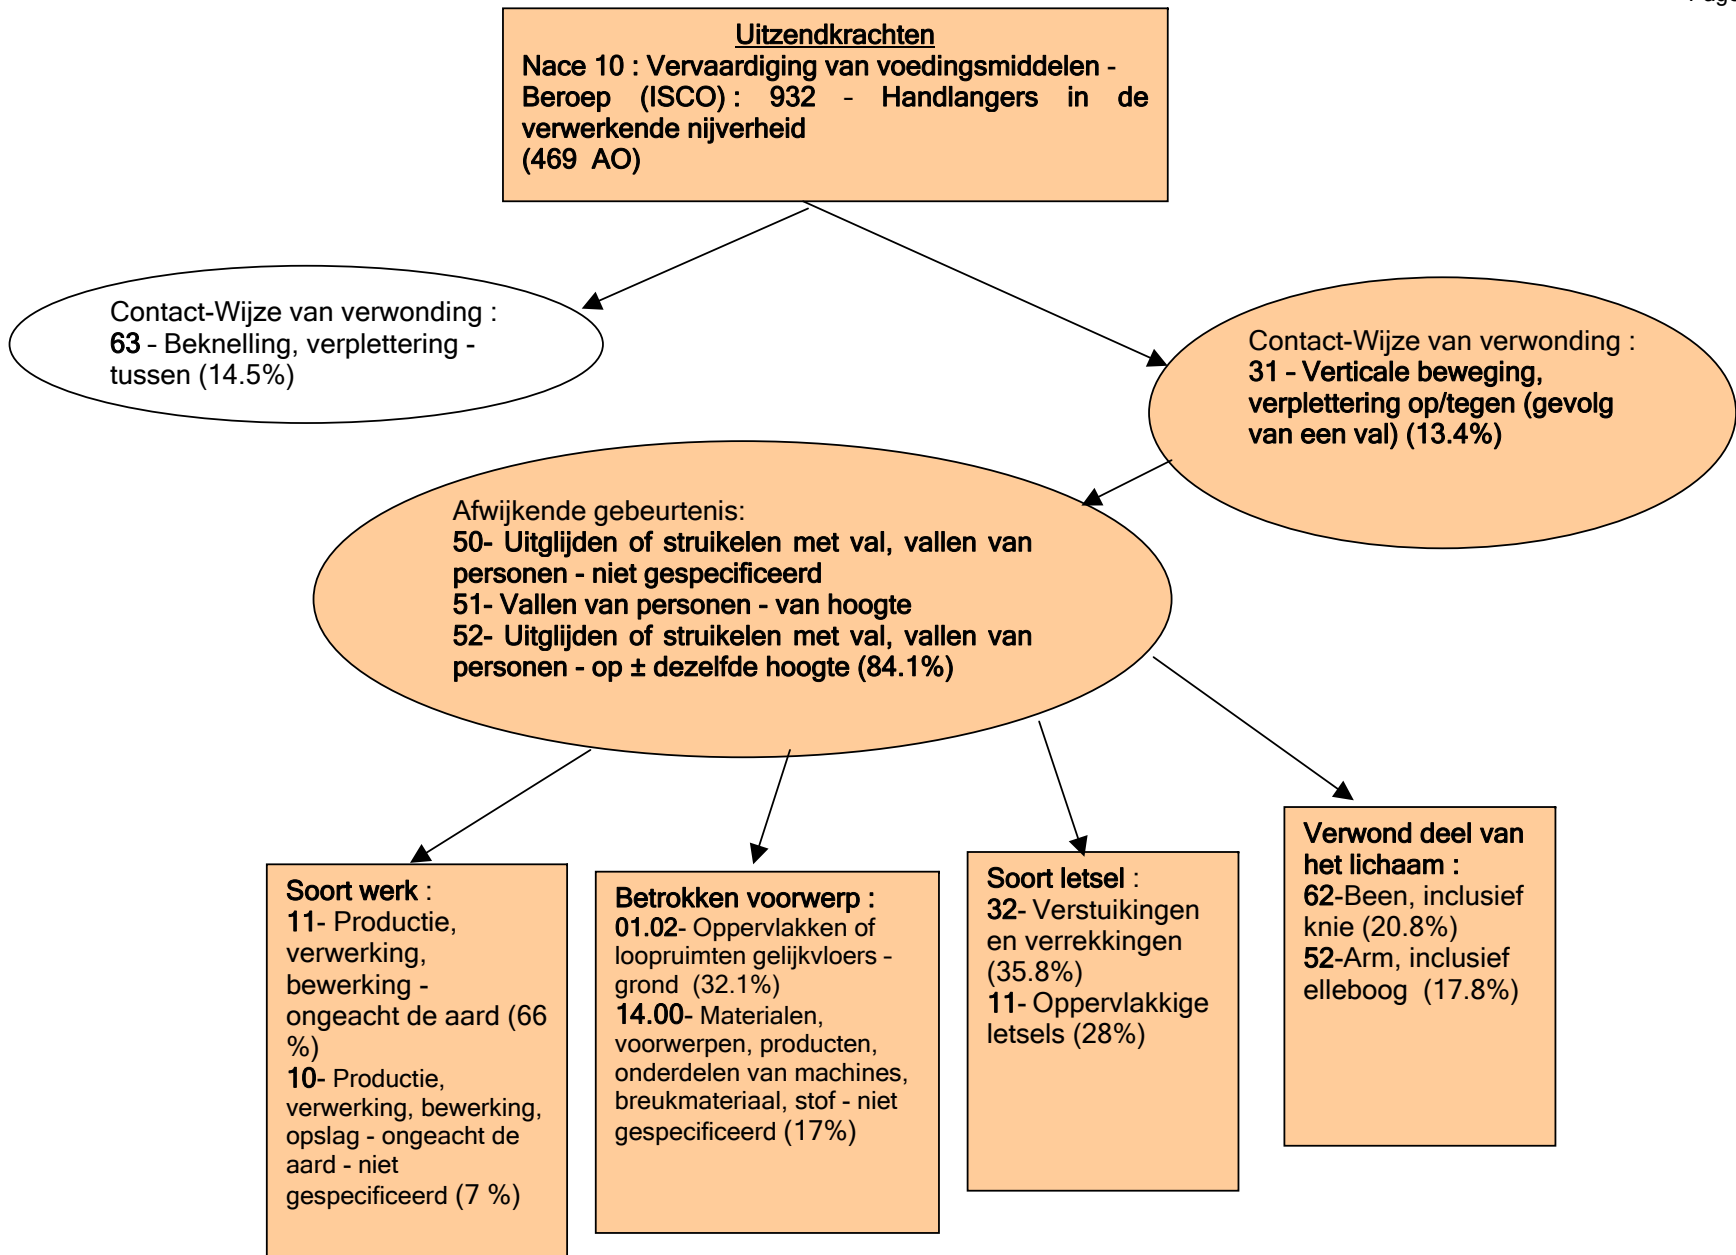 Uitzendkrachten
Nace 10 : Vervaardiging van voedingsmiddelen -
Beroep (ISCO) : 932 - Handlangers in de
verwerkende nijverheid
(469 AO)
Contact-Wijze van verwonding :
63 - Beknelling, verplettering -
tussen (14.5%)
Contact-Wijze van verwonding :
31 - Verticale beweging,
verplettering op/tegen (gevolg
van een val) (13.4%)
Afwijkende gebeurtenis:
50- Uitglijden of struikelen met val, vallen van
personen - niet gespecificeerd
51- Vallen van personen - van hoogte
52- Uitglijden of struikelen met val, vallen van
personen - op ± dezelfde hoogte (84.1%)
Soort werk :
11- Productie,
verwerking,
bewerking -
ongeacht de aard (66
%)
10- Productie,
verwerking, bewerking,
opslag - ongeacht de
aard - niet
gespecificeerd (7 %)
Betrokken voorwerp :
01.02- Oppervlakken of
loopruimten gelijkvloers -
grond (32.1%)
14.00- Materialen,
voorwerpen, producten,
onderdelen van machines,
breukmateriaal, stof - niet
gespecificeerd (17%)
Soort letsel :
32- Verstuikingen
en verrekkingen
(35.8%)
11- Oppervlakkige
letsels (28%)
Verwond deel van
het lichaam :
62-Been, inclusief
knie (20.8%)
52-Arm, inclusief
elleboog (17.8%)